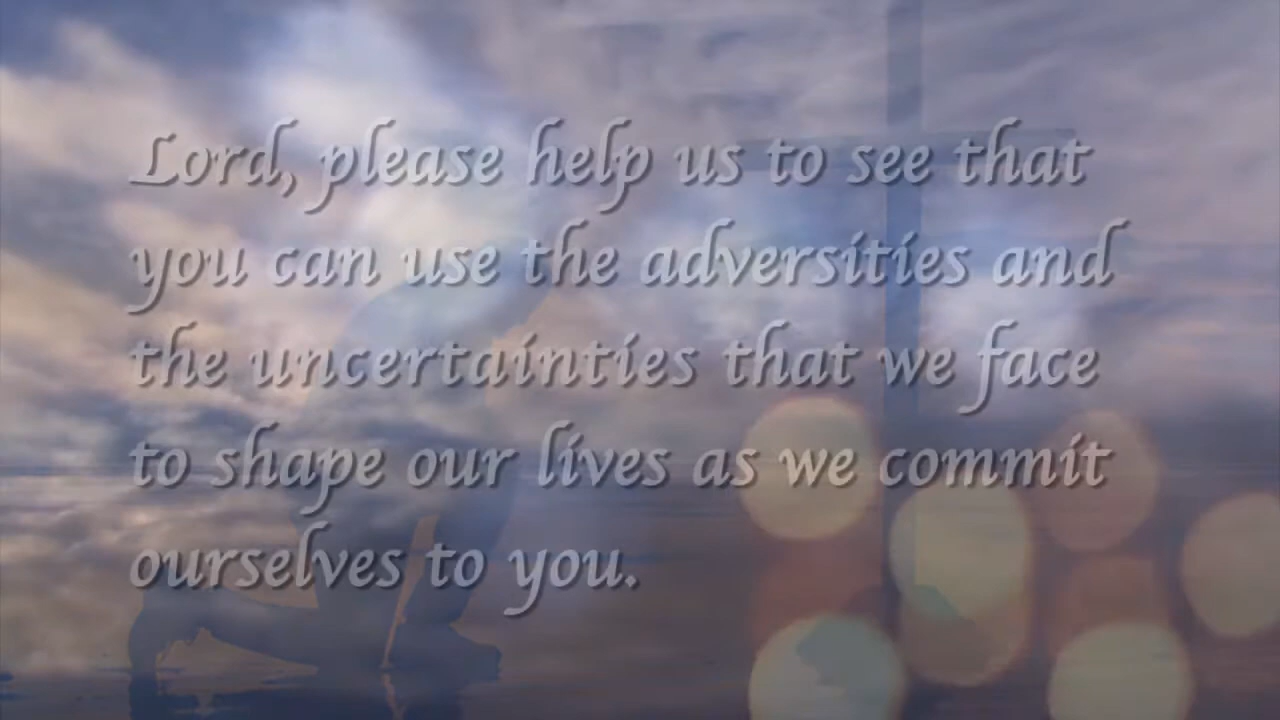 Lord, please help us to see that
you can use the adversities and
the uncertainties that we face
to shape our lives as we commit
ourselves to you.